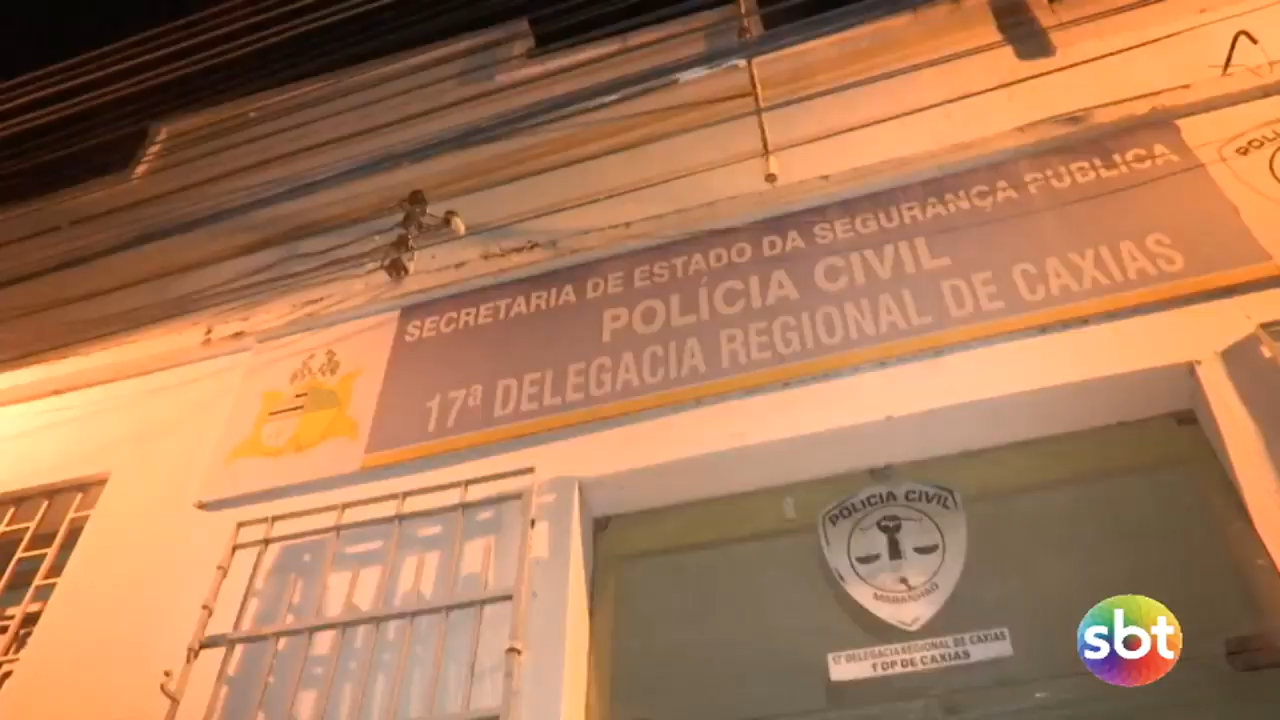 SECRETARIA DE ESTADO DA SEGURANÇA PÚBLICA
POLÍCIA CIVIL
17ª DELEGACIA REGIONAL DE CAXIAS
POLICIA CIVIL
MARANHÃO
17ª DELEGACIA REGIONAL DE CAXIAS
1º DP DE CAXIAS
sbt